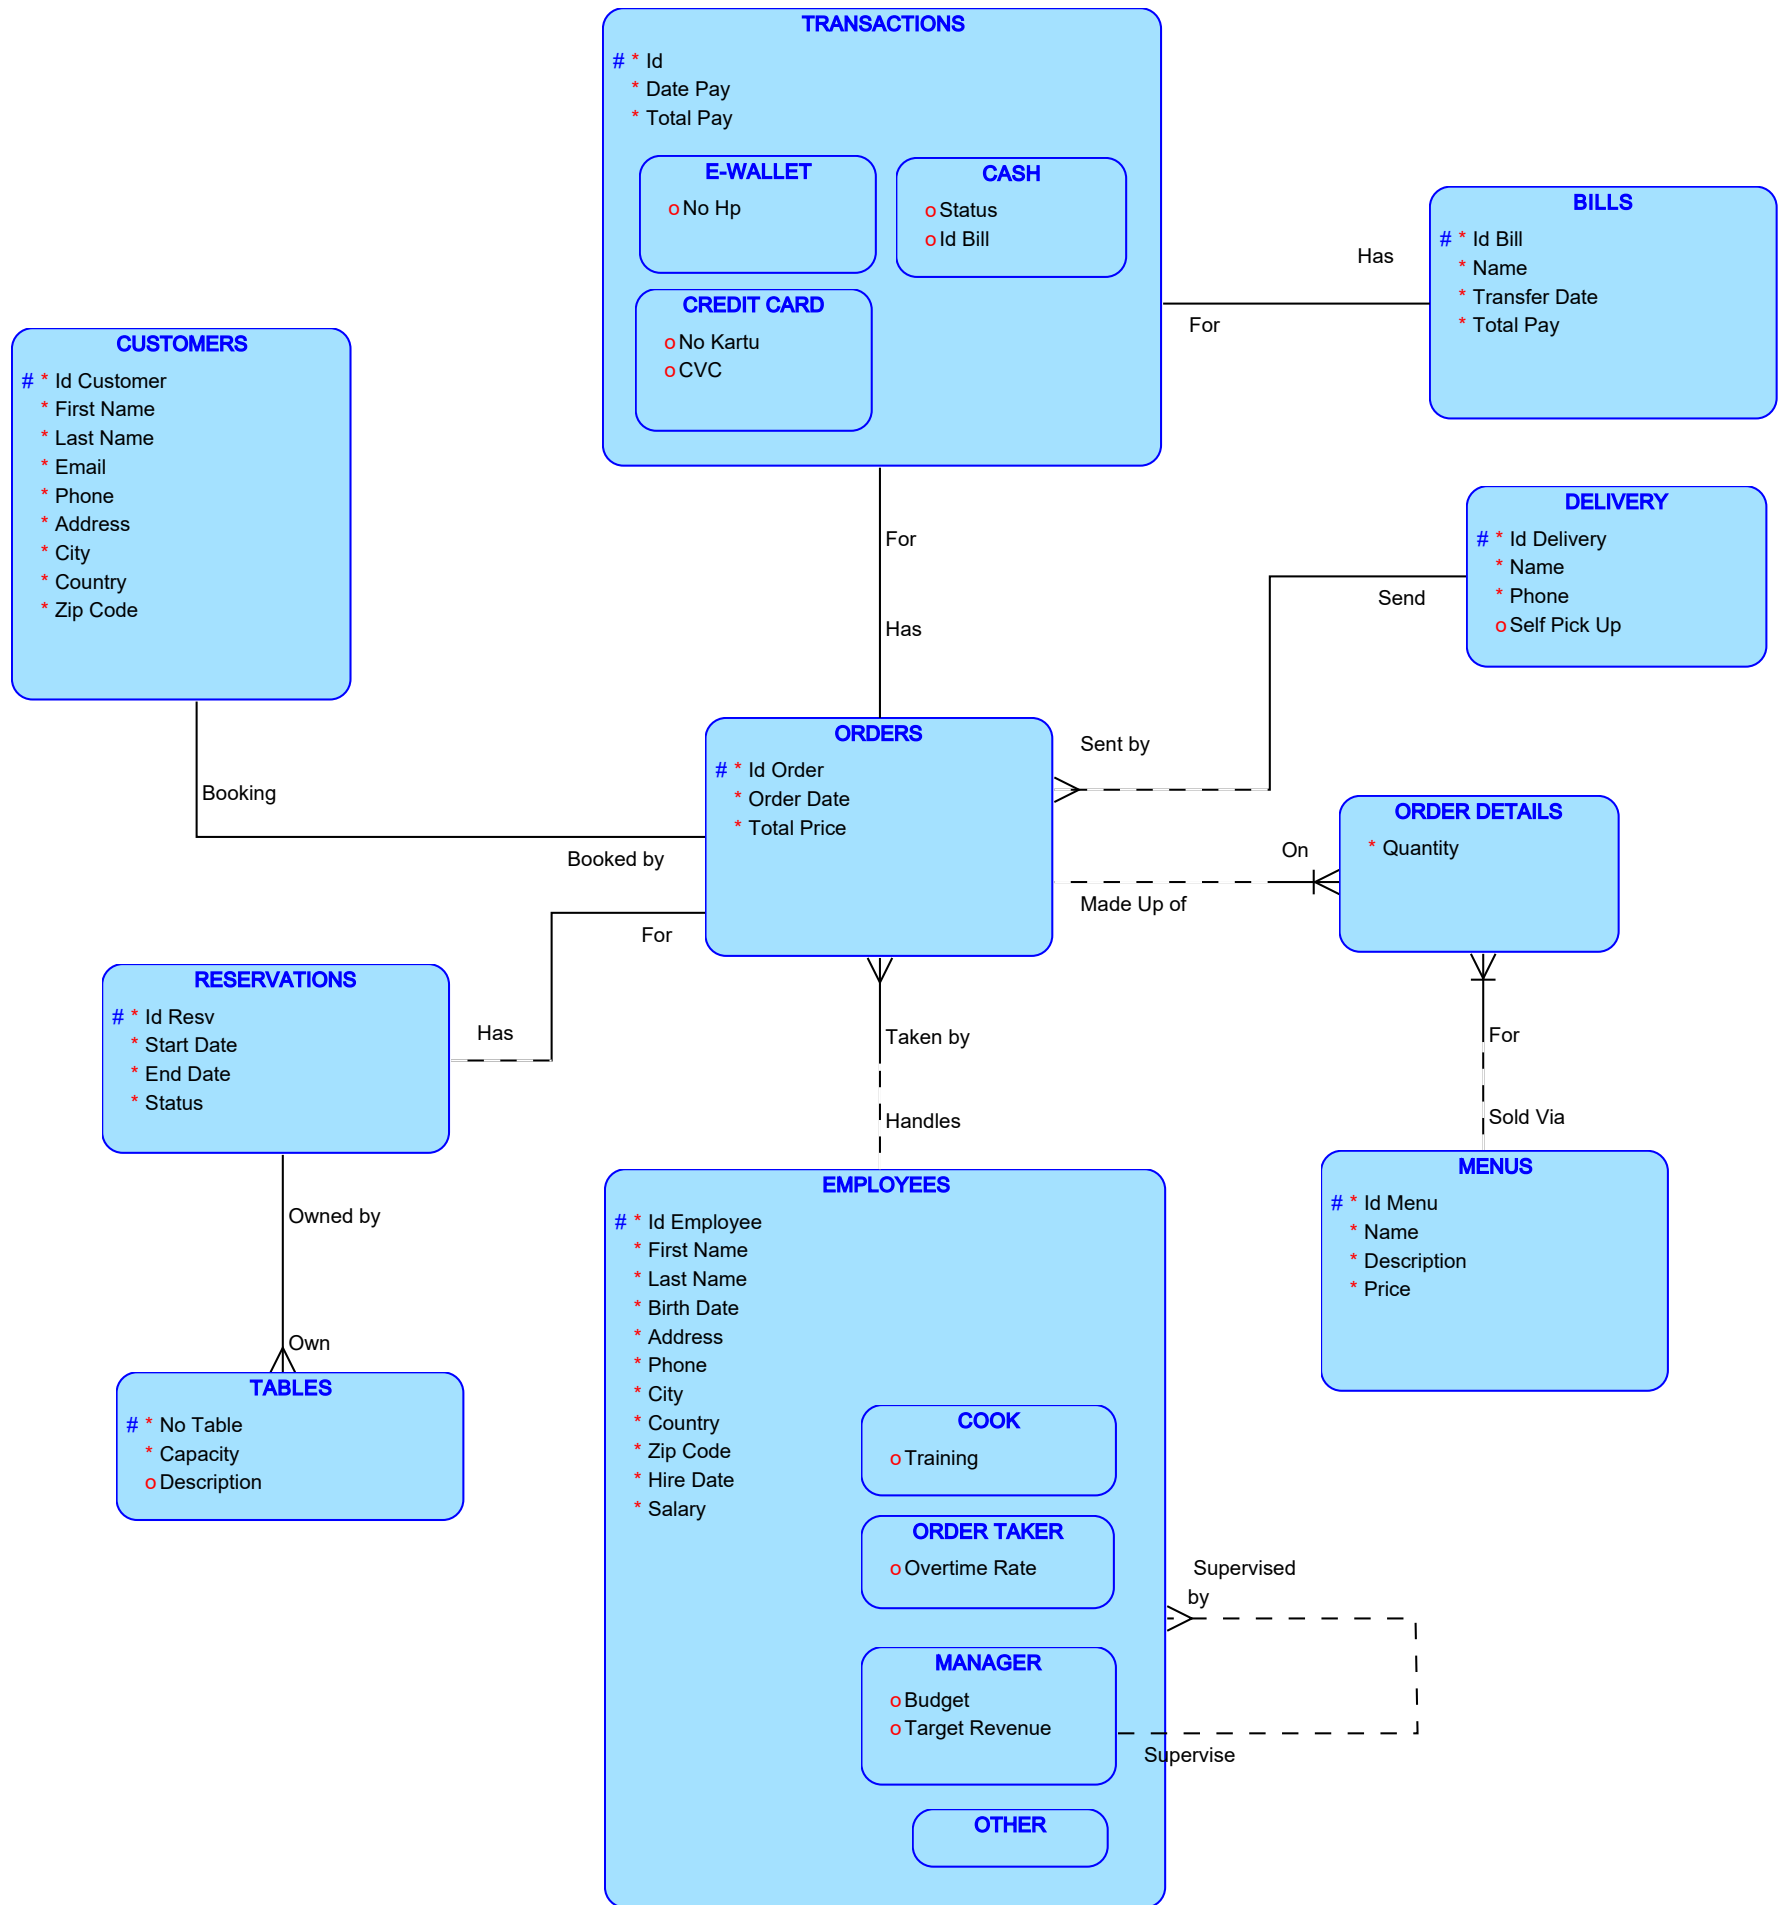 TRANSACTIONS
# * Id
* Date Pay
* Total Pay
E-WALLET
o No Hp
CASH
o Status
o Id Bill
CREDIT CARD
o No Kartu
o CVC
BILLS
# * Id Bill
* Name
* Transfer Date
* Total Pay
Has
For
CUSTOMERS
# * Id Customer
* First Name
* Last Name
* Email
* Phone
* Address
* City
* Country
* Zip Code
DELIVERY
# * Id Delivery
* Name
* Phone
o Self Pick Up
For
Has
Send
Sent by
ORDERS
# * Id Order
* Order Date
* Total Price
Booking
Booked by
ORDER DETAILS
* Quantity
On
Made Up of
For
Has
RESERVATIONS
# * Id Resv
* Start Date
* End Date
* Status
Taken by
Handles
For
Sold Via
Owned by
Own
EMPLOYEES
# * Id Employee
* First Name
* Last Name
* Birth Date
* Address
* Phone
* City
* Country
* Zip Code
* Hire Date
* Salary
COOK
o Training
ORDER TAKER
o Overtime Rate
MANAGER
o Budget
o Target Revenue
OTHER
Supervised
by
Supervise
MENUS
# * Id Menu
* Name
* Description
* Price
TABLES
# * No Table
* Capacity
o Description